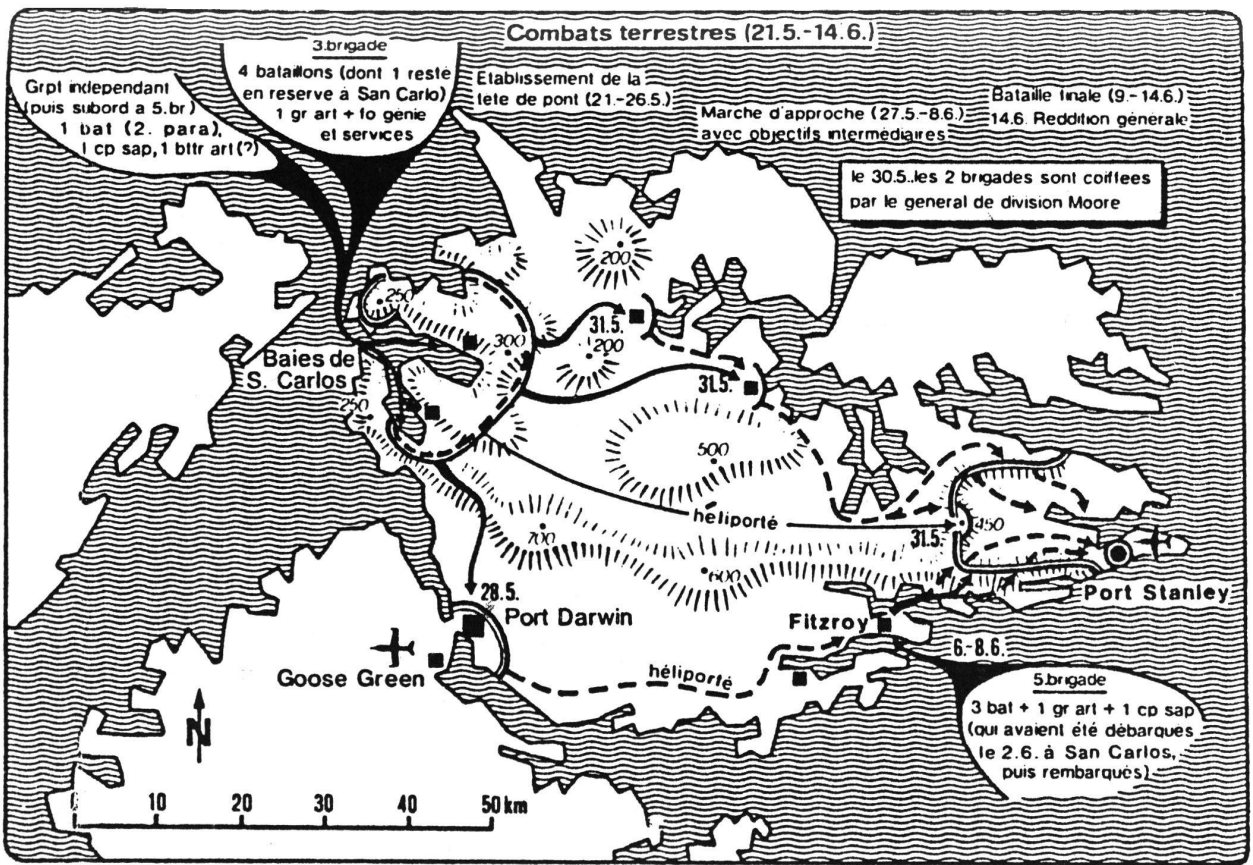 Combats terrestres (21.5.-14.6.)
Grpt independant
(puis subord a 5.br)
1 bat (2. para),
1 cp sap, 1 bttr art (?)
3.brigade
4 bataillons (dont 1 resté
en reserve à San Carlo)
1 gr art + fo génie
et services
Etablissement de la
tete de pont (21.-26.5.)
Marche d'approche (27.5.-8.6.)
avec objectifs intermédiaires
Bataille finale (9.-14.6.)
14.6. Reddition générale
le 30.5..les 2 brigades sont coiffees
par le general de division Moore
200
250
300
31.5.
200
Baies de
S. Carlos
31.5.
250
500
héliporté
450
700
31.5.
600
28.5.
Port Darwin
Port Stanley
Fitzroy
Goose Green
héliporté
6.-8.6.
5.brigade
3 bat + 1 gr art + 1 cp sap
(qui avaient été débarques
le 2.6. à San Carlos,
puis rembarqués)
N
10 20 30 40 50 km